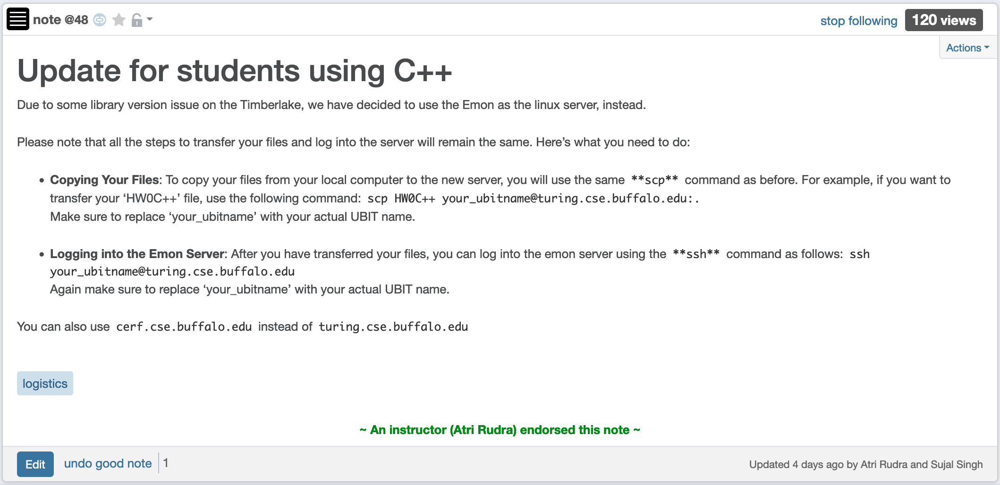 note @48
stop following 120 views
Actions
Update for students using C++
Due to some library version issue on the Timberlake, we have decided to use the Emon as the linux server, instead.
Please note that all the steps to transfer your files and log into the server will remain the same. Here’s what you need to do:
• Copying Your Files: To copy your files from your local computer to the new server, you will use the same **scp** command as before. For example, if you want to
transfer your ‘HW0C++’ file, use the following command: scp HW0C++ your_ubitname@turing.cse.buffalo.edu:.
Make sure to replace ‘your_ubitname’ with your actual UBIT name.
• Logging into the Emon Server: After you have transferred your files, you can log into the emon server using the **ssh** command as follows: ssh
your_ubitname@turing.cse.buffalo.edu
Again make sure to replace ‘your_ubitname’ with your actual UBIT name.
You can also use cerf.cse.buffalo.edu instead of turing.cse.buffalo.edu
logistics
~ An instructor (Atri Rudra) endorsed this note ~
Edit undo good note 1
Updated 4 days ago by Atri Rudra and Sujal Singh